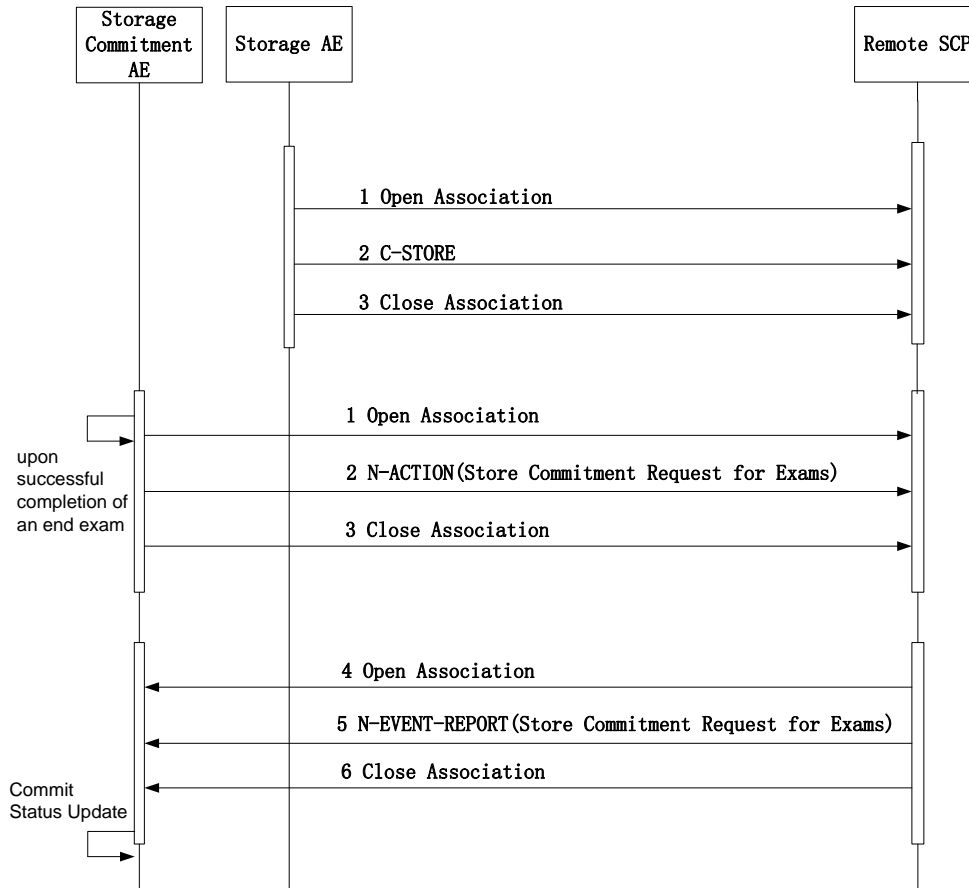 Storage
Commitment
AE
Storage AE
Remote SCP
1 Open Association
2 C-STORE
3 Close Association
1 Open Association
upon
successful
completion of
an end exam
2 N-ACTION(Store Commitment Request for Exams)
3 Close Association
4 Open Association
5 N-EVENT-REPORT(Store Commitment Request for Exams)
6 Close Association
Commit
Status Update